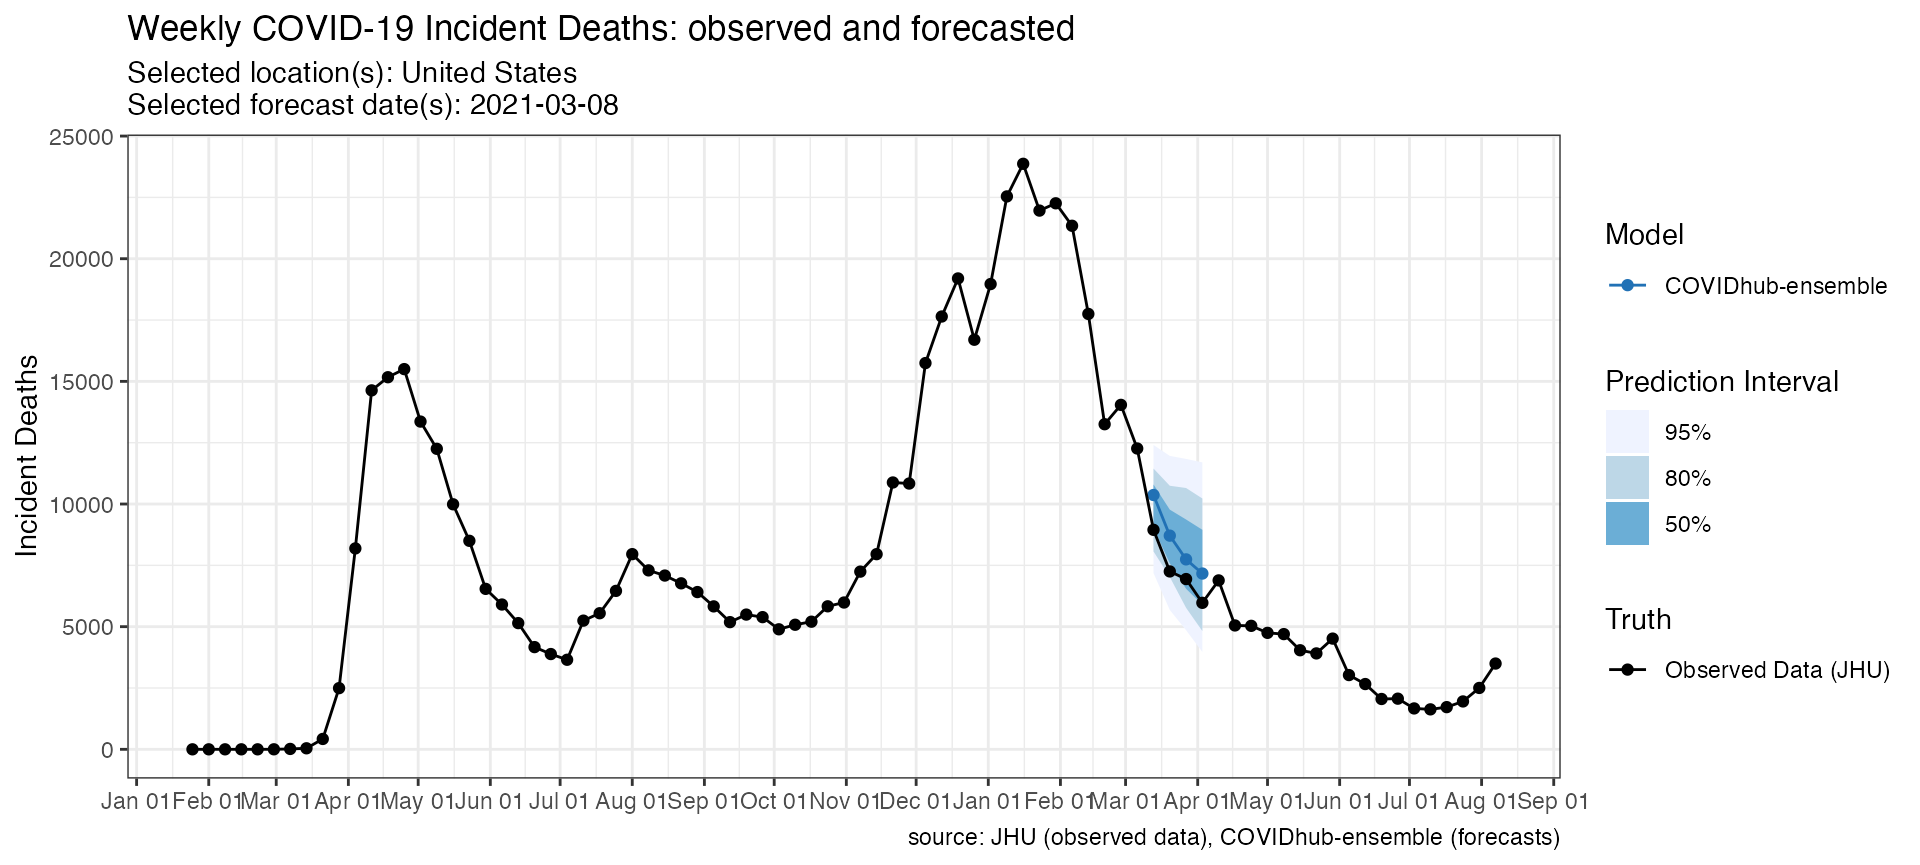 Weekly COVID-19 Incident Deaths: observed and forecasted
Selected location(s): United States
Selected forecast date(s): 2021-03-08
25000
20000
15000
10000
5000
0
Incident Deaths
Jan 01 Feb 01 Mar 01 Apr 01 May 01 Jun 01 Jul 01 Aug 01 Sep 01 Oct 01 Nov 01 Dec 01 Jan 01 Feb 01 Mar 01 Apr 01 May 01 Jun 01 Jul 01 Aug 01 Sep 01
source: JHU (observed data), COVIDhub-ensemble (forecasts)
Model
COVIDhub-ensemble
Prediction Interval
95%
80%
50%
Truth
Observed Data (JHU)